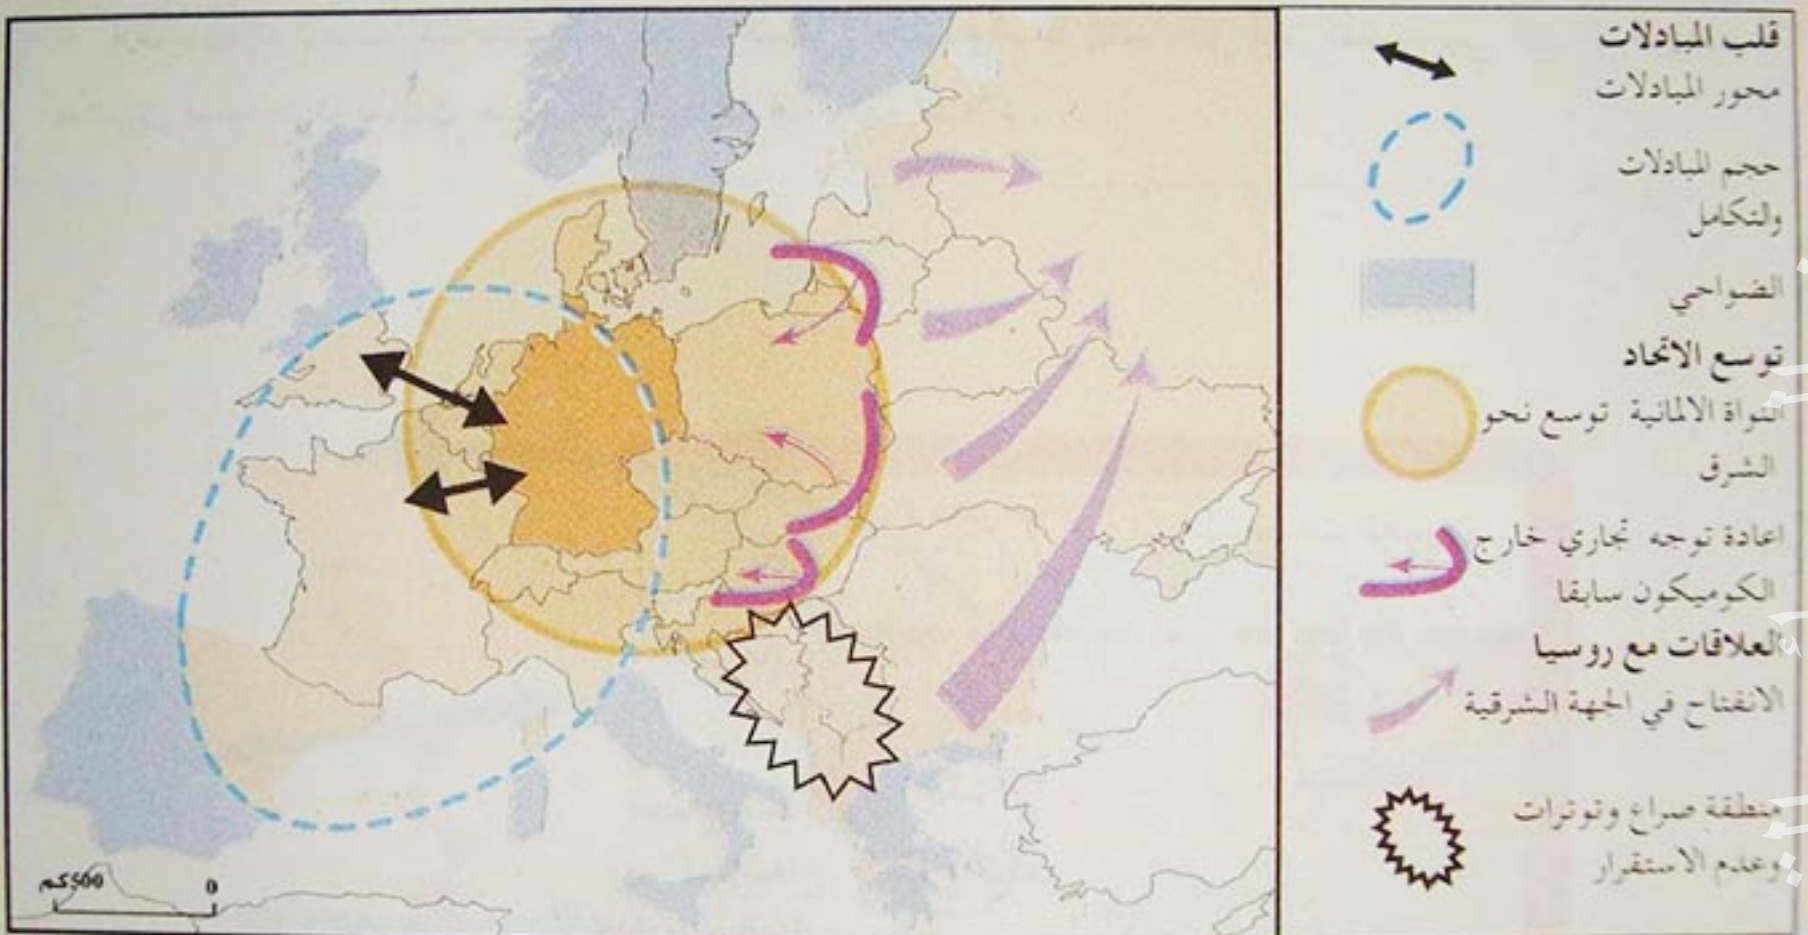 قلب المبادلات
محور المبادلات
حجم المبادلات
والتكامل
الضواحي
توسع الاتحاد
النواة الالمانية توسع نحو
الشرق
اعادة توجه تجاري خارج
الكوميكون سابقا
العلاقات مع روسيا
الانفتاح في الجهة الشرقية
منطقة صراع وتوترات
وعدم الاستقرار
500كم 0